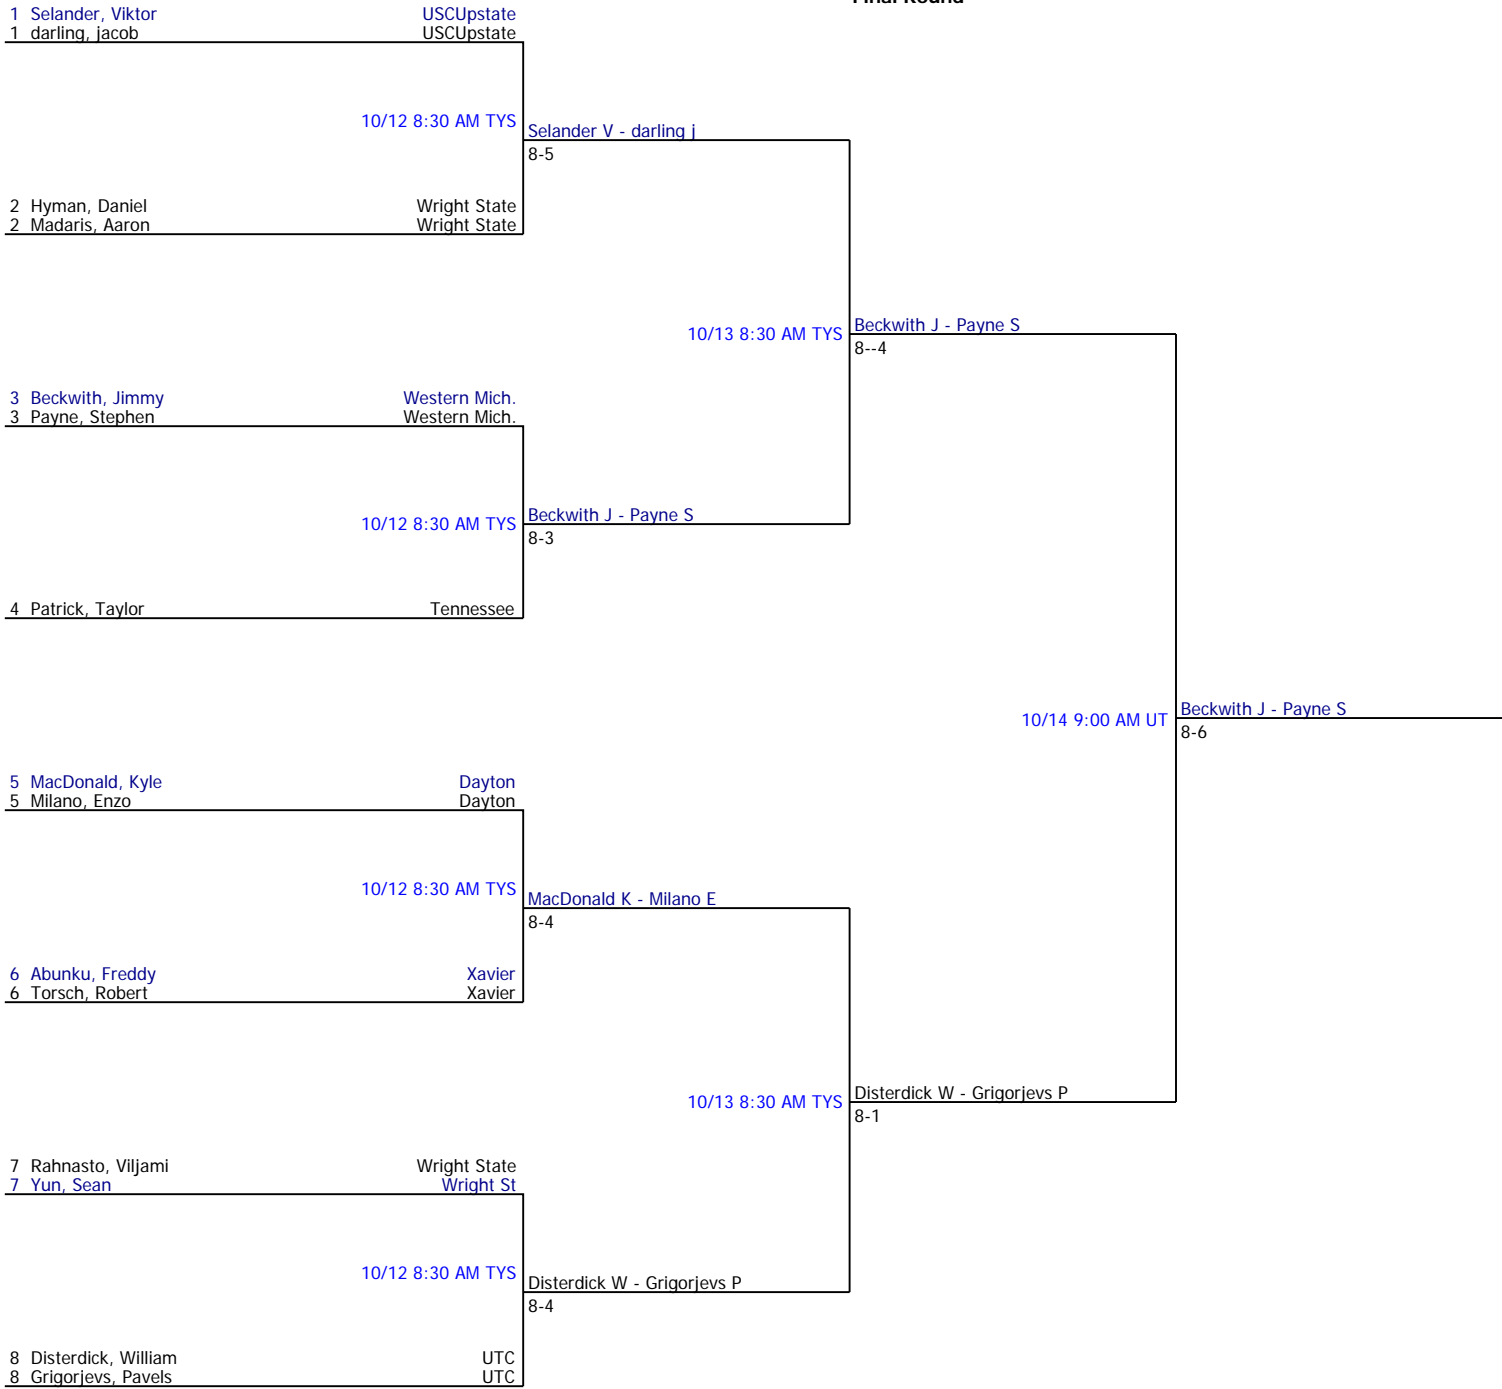 Final Round
1 Selander, Viktor USCUpstate
1 darling, jacob USCUpstate
10/12 8:30 AM TYS
Selander V - darling j
8-5
2 Hyman, Daniel Wright State
2 Madaris, Aaron Wright State
10/13 8:30 AM TYS
Beckwith J - Payne S
8--4
3 Beckwith, Jimmy Western Mich.
3 Payne, Stephen Western Mich.
10/12 8:30 AM TYS
Beckwith J - Payne S
8-3
4 Patrick, Taylor Tennessee
10/14 9:00 AM UT
Beckwith J - Payne S
8-6
5 MacDonald, Kyle Dayton
5 Milano, Enzo Dayton
10/12 8:30 AM TYS
MacDonald K - Milano E
8-4
6 Abunku, Freddy Xavier
6 Torsch, Robert Xavier
10/13 8:30 AM TYS
Disterdick W - Grigorjevs P
8-1
7 Rahnasto, Viljami Wright State
7 Yun, Sean Wright St
10/12 8:30 AM TYS
Disterdick W - Grigorjevs P
8-4
8 Disterdick, William UTC
8 Grigorjevs, Pavels UTC